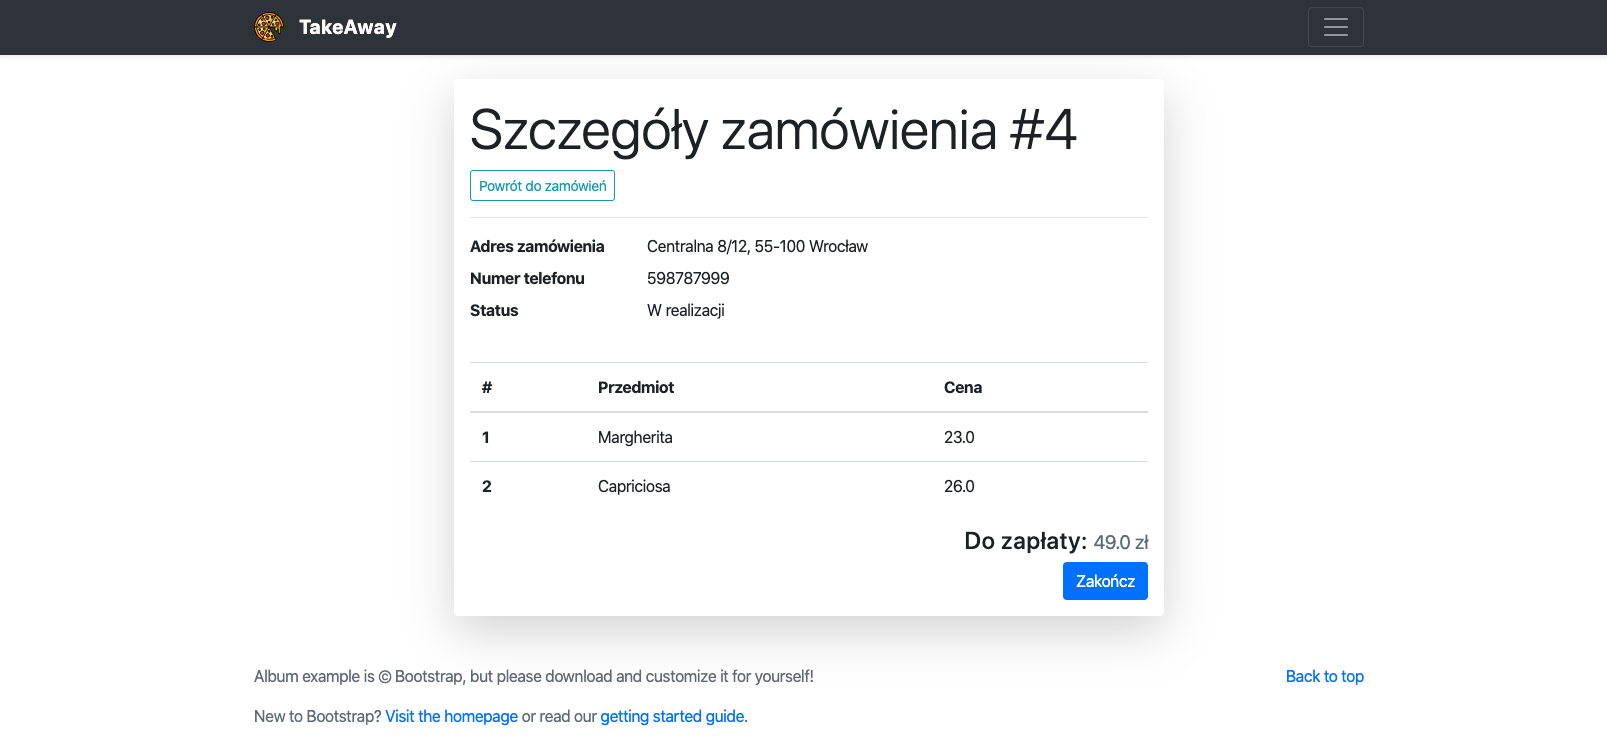 TakeAway
Szczegóły zamówienia #4
Powrót do zamówień
Adres zamówienia Centralna 8/12, 55-100 Wrocław
Numer telefonu 598787999
Status W realizacji
# Przedmiot Cena
1 Margherita 23.0
2 Capriciosa 26.0
Do zapłaty: 49.0 zł
Zakończ
Album example is © Bootstrap, but please download and customize it for yourself! Back to top
New to Bootstrap? Visit the homepage or read our getting started guide.